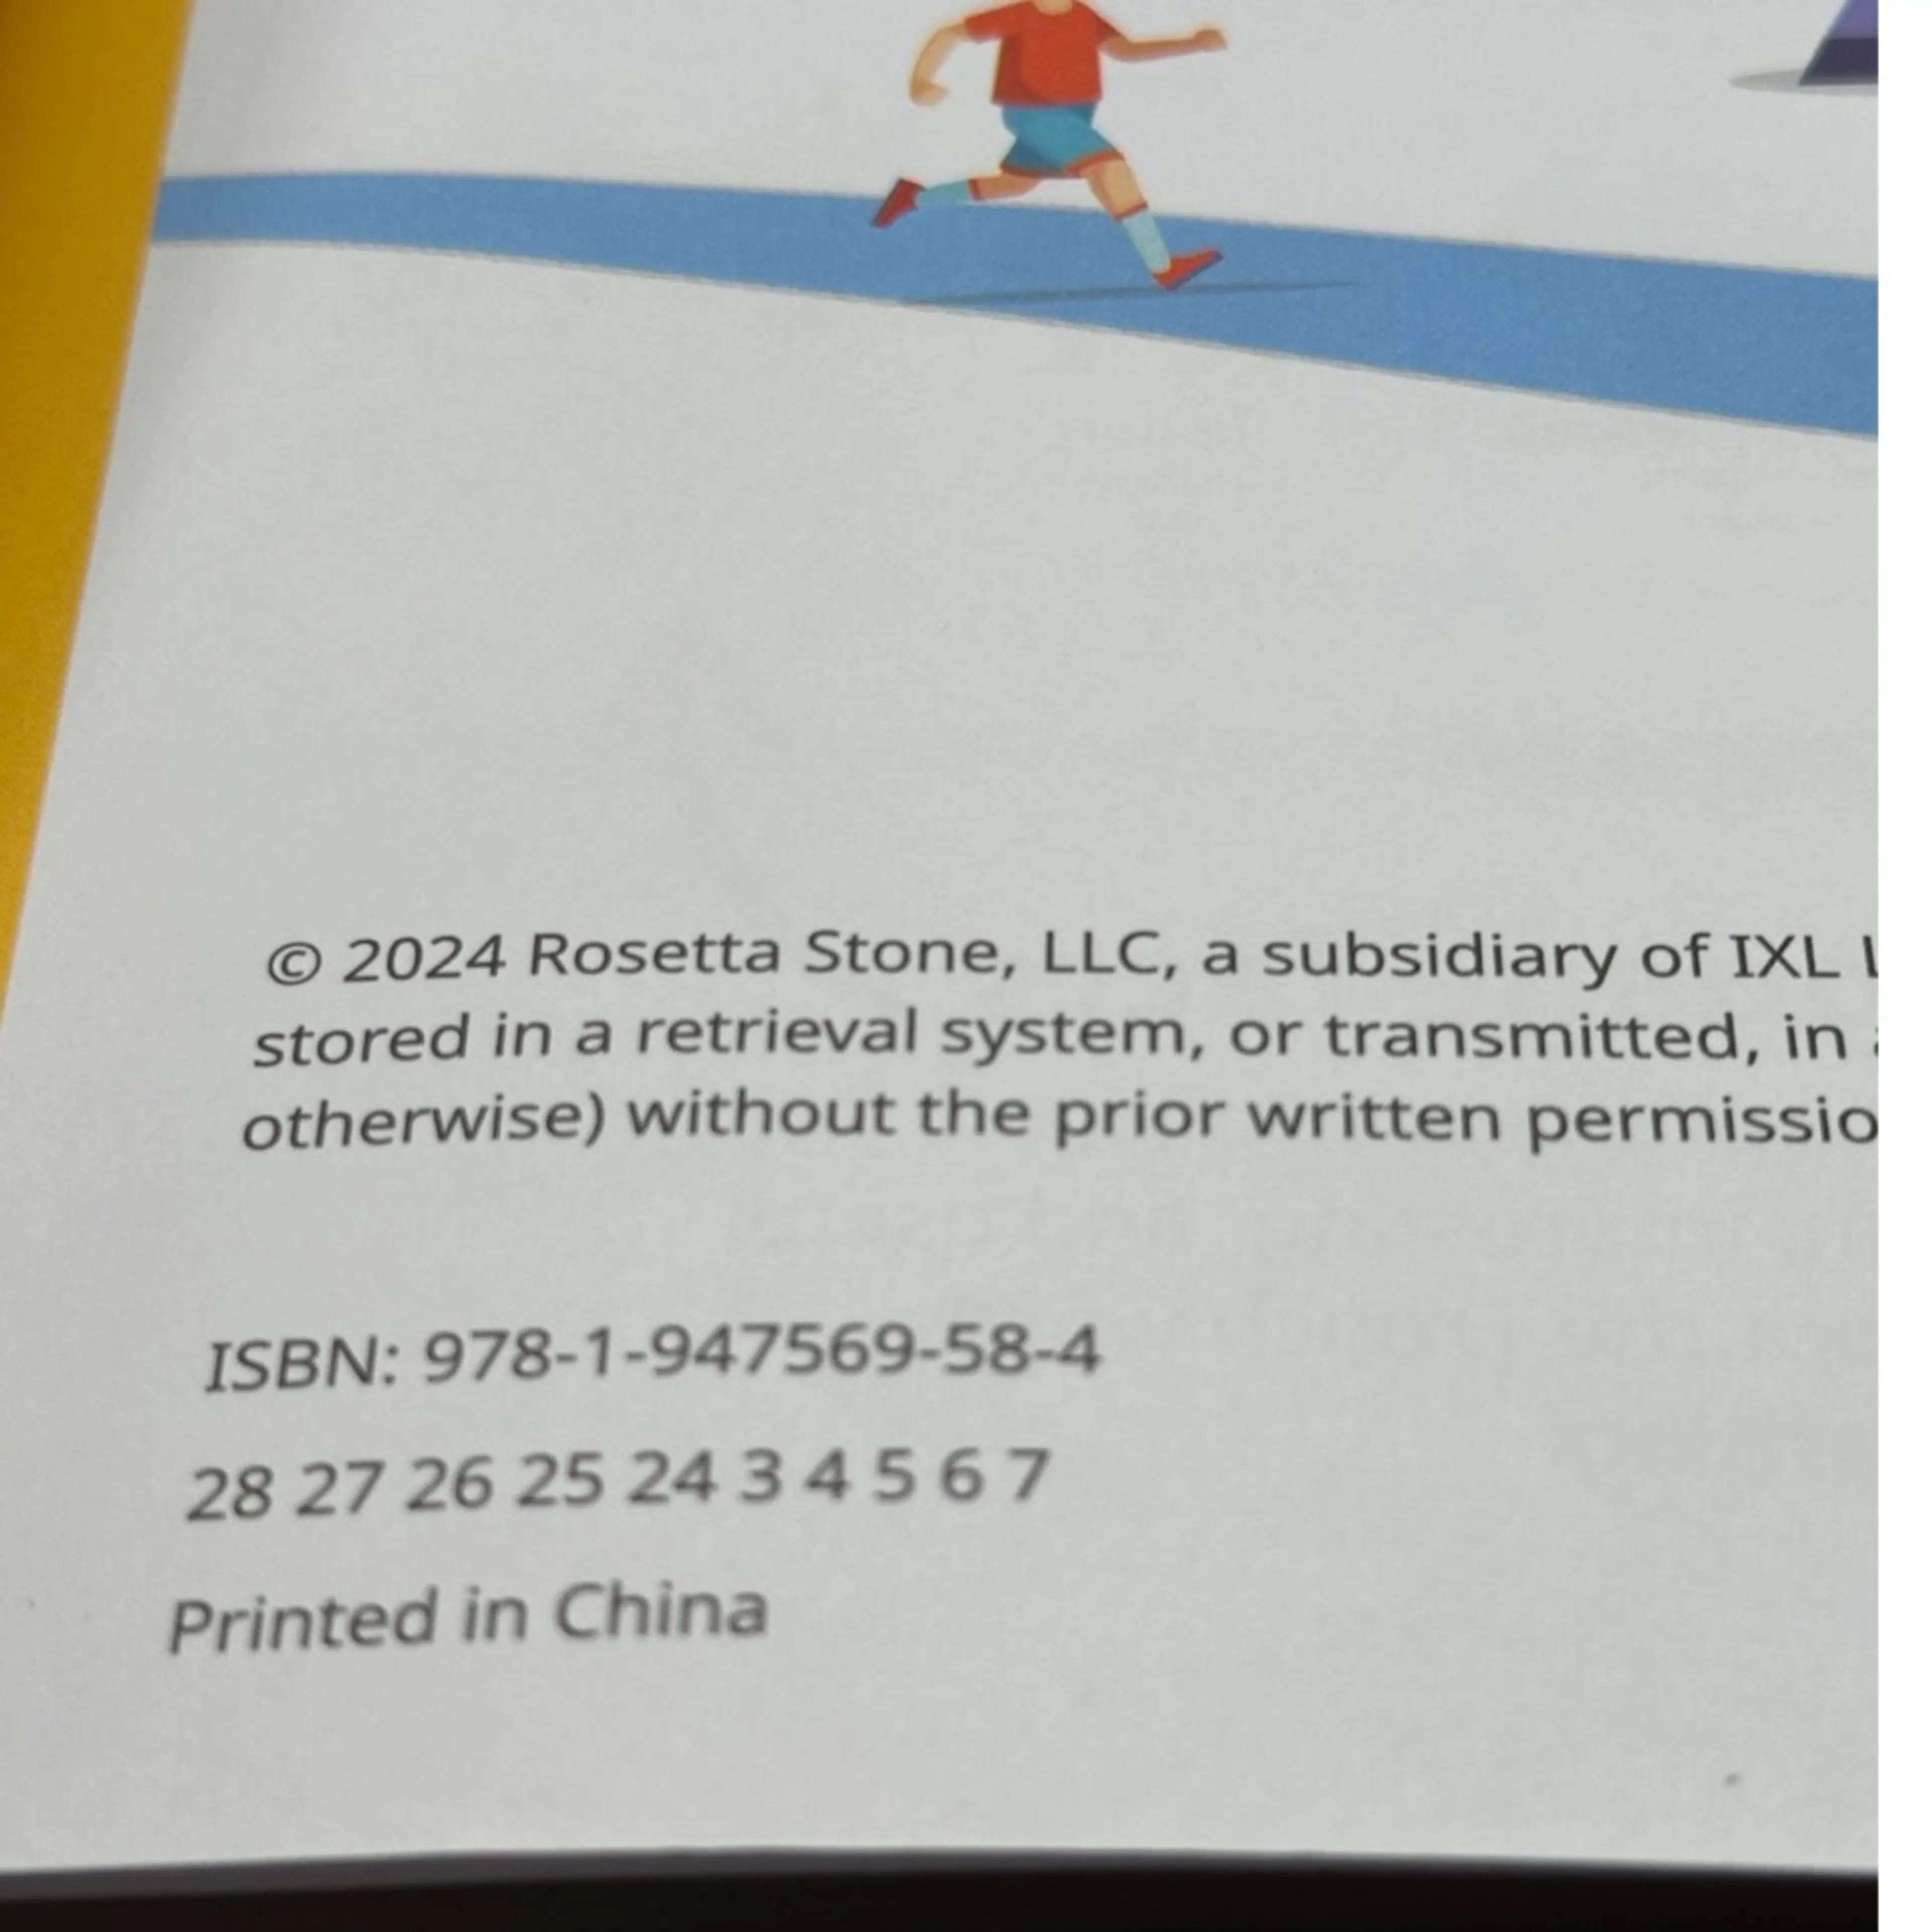 © 2024 Rosetta Stone, LLC, a subsidiary of IXL
stored in a retrieval system, or transmitted, in
otherwise) without the prior written permissio
ISBN: 978-1-947569-58-4
28 27 26 25 24 3 4 5 6 7
Printed in China